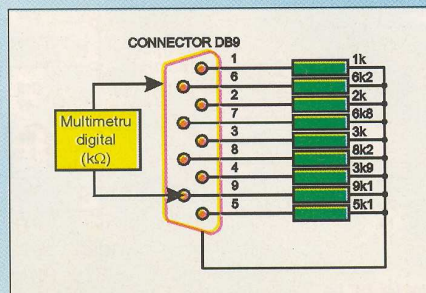 CONNECTOR DB9
1 1k
6 6k2
2 2k
7 6k8
3 3k
8 8k2
4 3k9
9 9k1
5 5k1
Multimetru
digital
(kΩ)